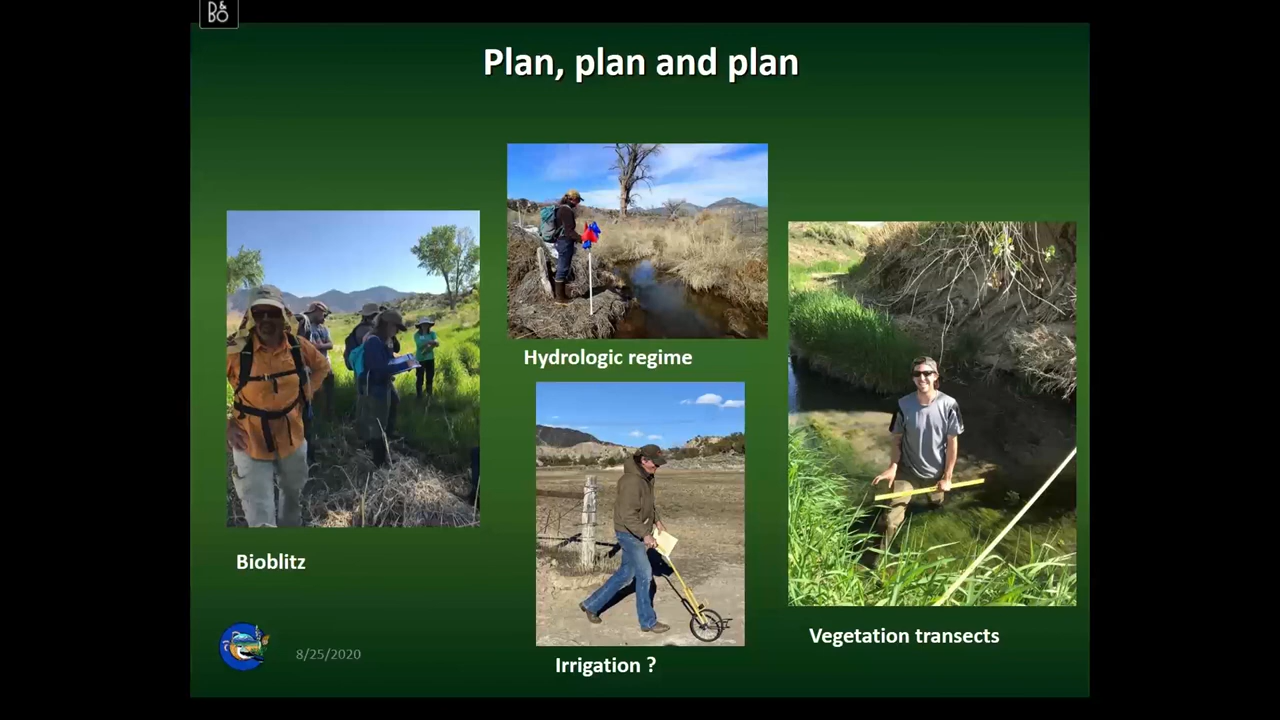 B&O
Plan, plan and plan
Hydrologic regime
Bioblitz
Irrigation ?
Vegetation transects
8/25/2020